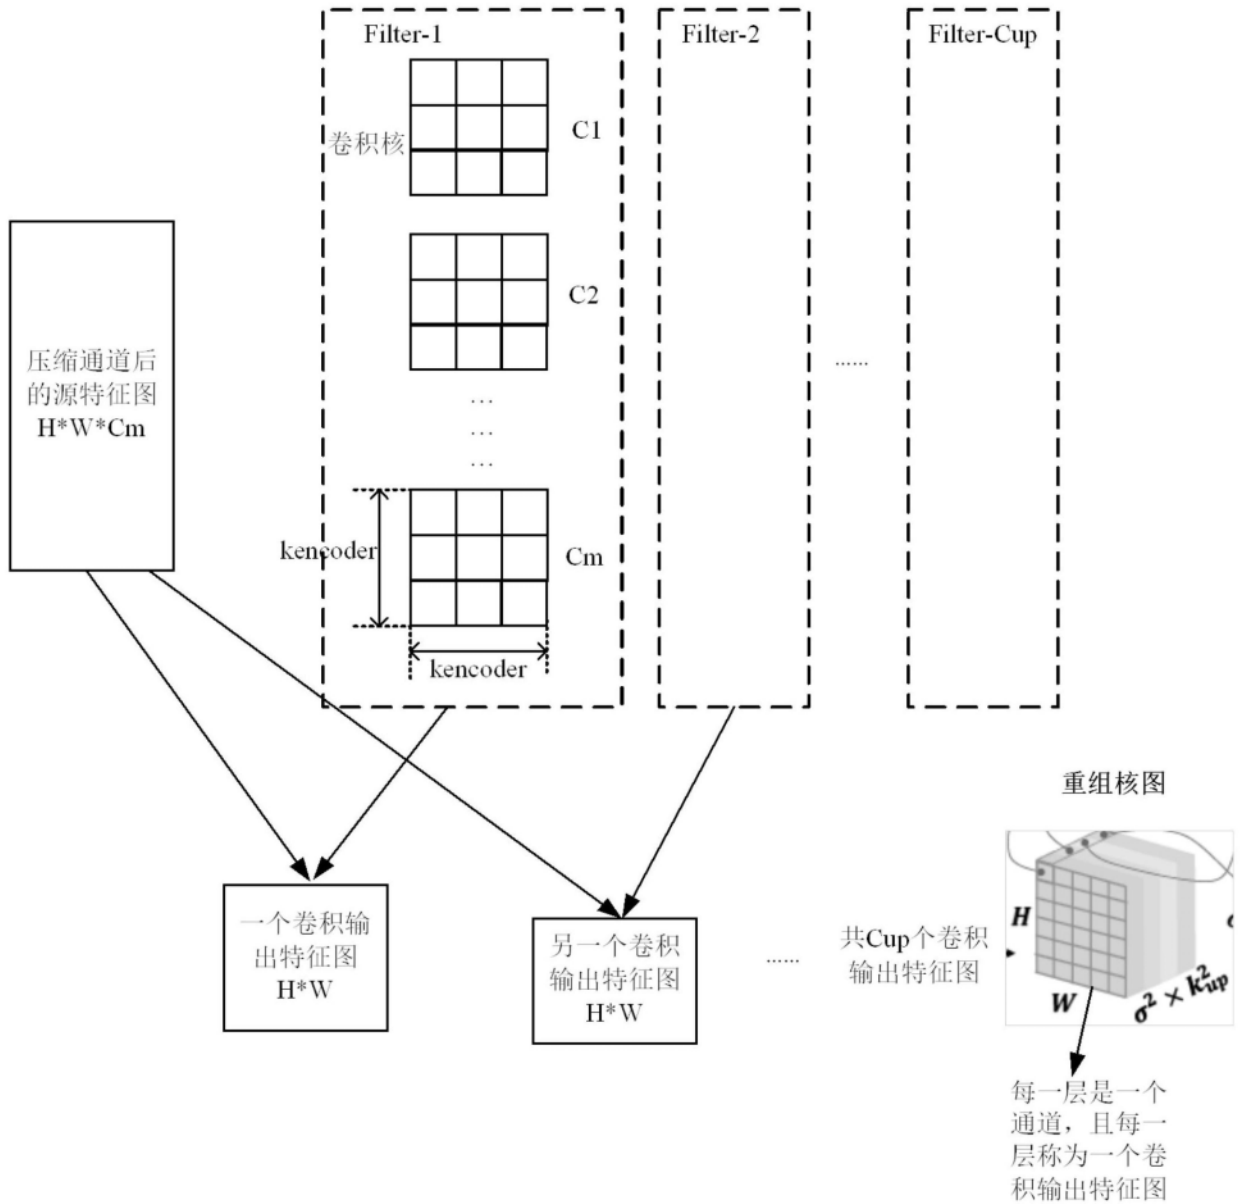 Filter-1
Filter-2
Filter-Cup
卷积核
C1
C2
压缩通道后
的源特征图
H*W*Cm
...
...
...
......
kencoder
Cm
kencoder
重组核图
一个卷积输
出特征图
H*W
另一个卷积
输出特征图
H*W
......
共Cup个卷积
输出特征图
H
W
σ² × k²up
每一层是一个
通道，且每一
层称为一个卷
积输出特征图